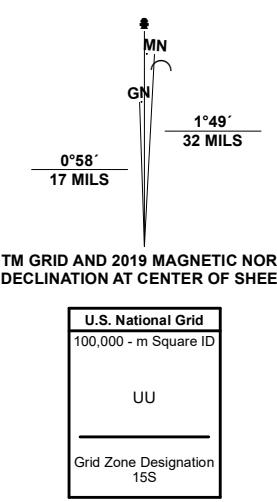 MN
GN
1°49´
32 MILS
0°58´
17 MILS
TM GRID AND 2019 MAGNETIC NOR
DECLINATION AT CENTER OF SHEE
U.S. National Grid
100,000 - m Square ID
UU
Grid Zone Designation
15S